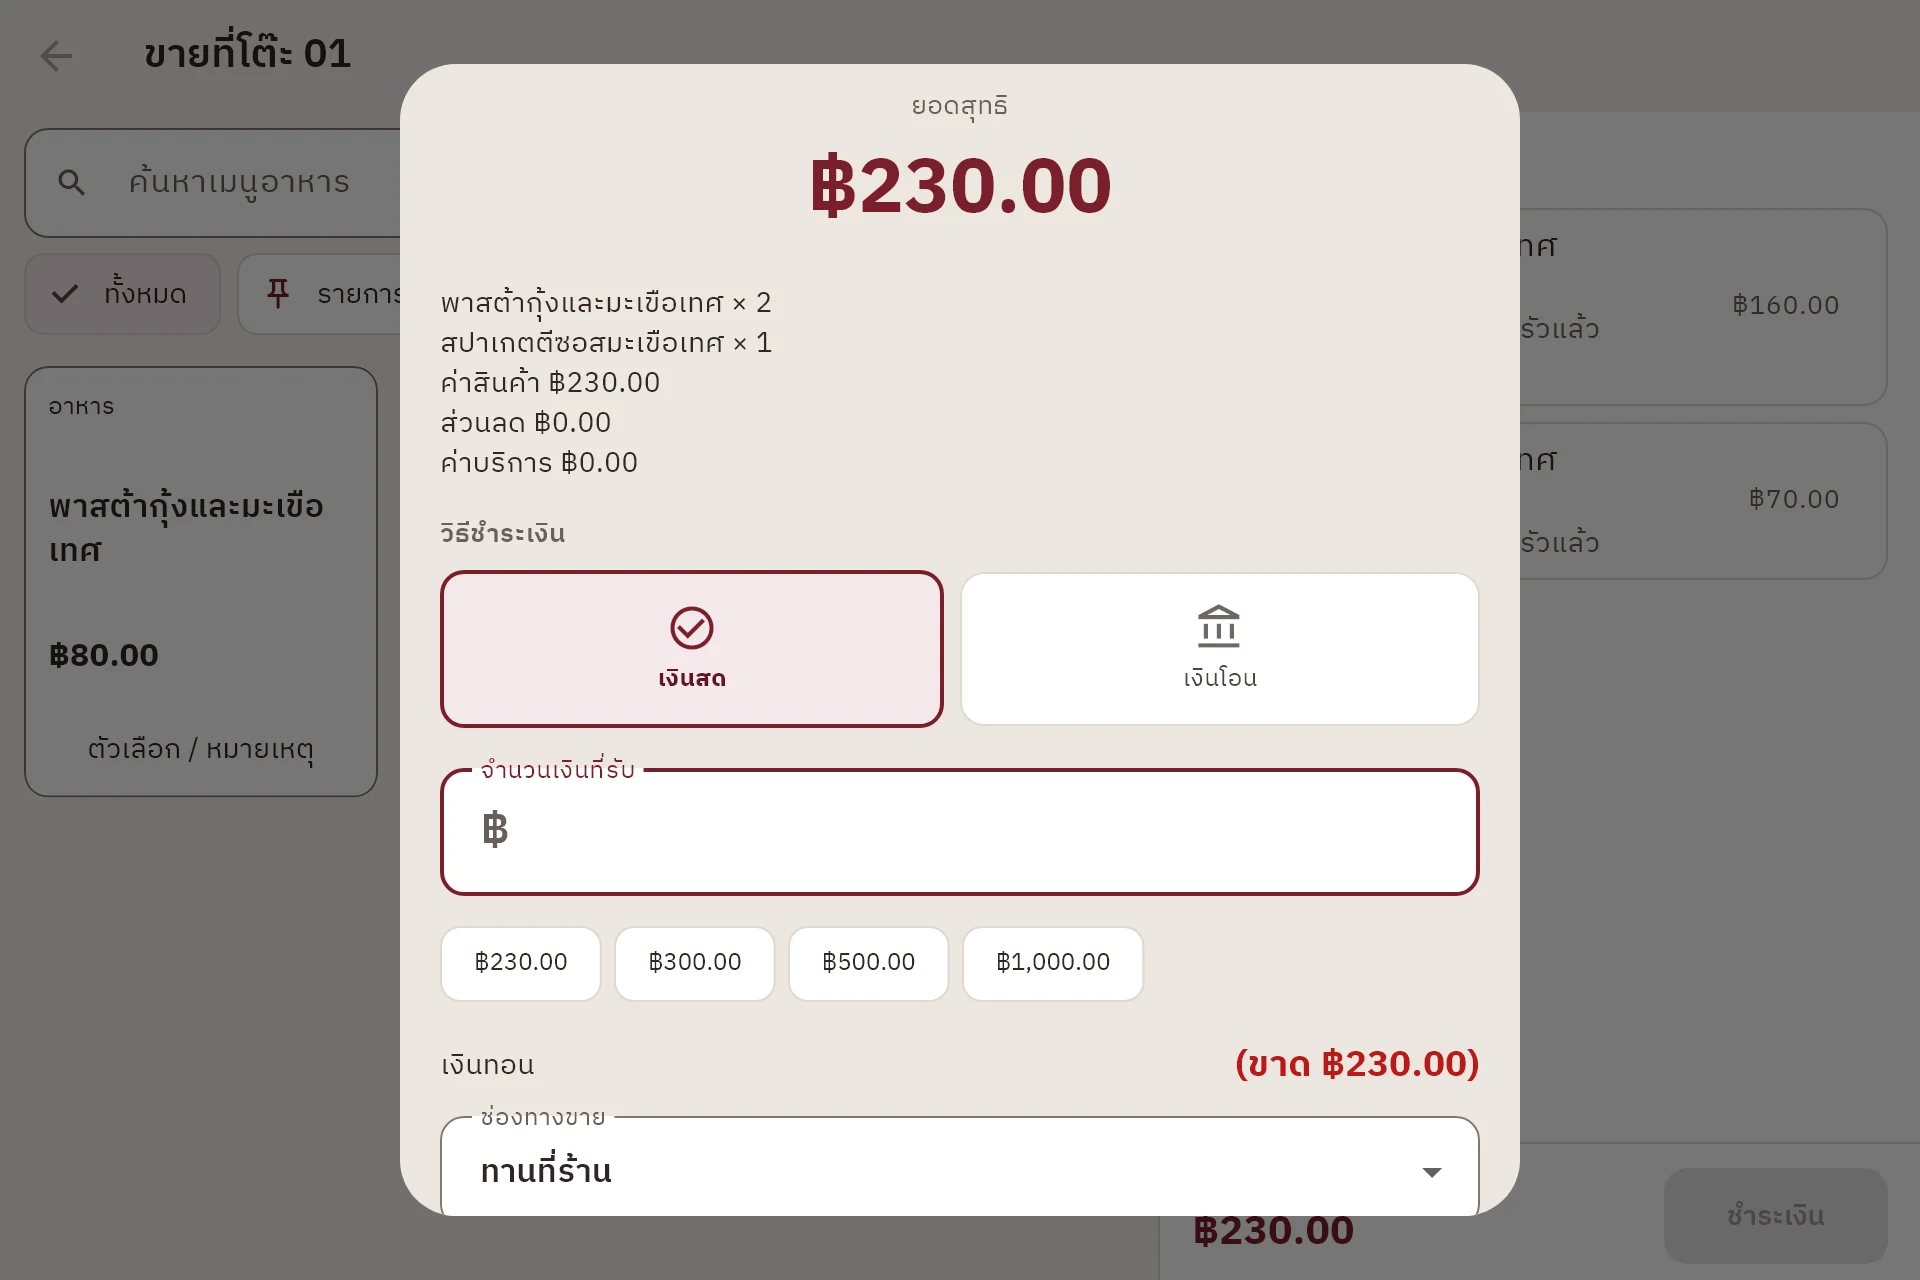 ขายที่โต๊ะ 01
ค้นหาเมนูอาหาร
ทั้งหมด
รายการ
อาหาร
พาสต้ากุ้งและมะเขือ
เทศ
฿80.00
ตัวเลือก / หมายเหตุ
ยอดสุทธิ
฿230.00
พาสต้ากุ้งและมะเขือเทศ × 2
สปาเกตตีซอสมะเขือเทศ × 1
ค่าสินค้า ฿230.00
ส่วนลด ฿0.00
ค่าบริการ ฿0.00
วิธีชำระเงิน
เงินสด
เงินโอน
จำนวนเงินที่รับ
฿
฿230.00
฿300.00
฿500.00
฿1,000.00
เงินทอน
(ขาด ฿230.00)
ช่องทางขาย
ทานที่ร้าน
ทศ
฿160.00
รัวแล้ว
ทศ
฿70.00
รัวแล้ว
฿230.00
ชำระเงิน